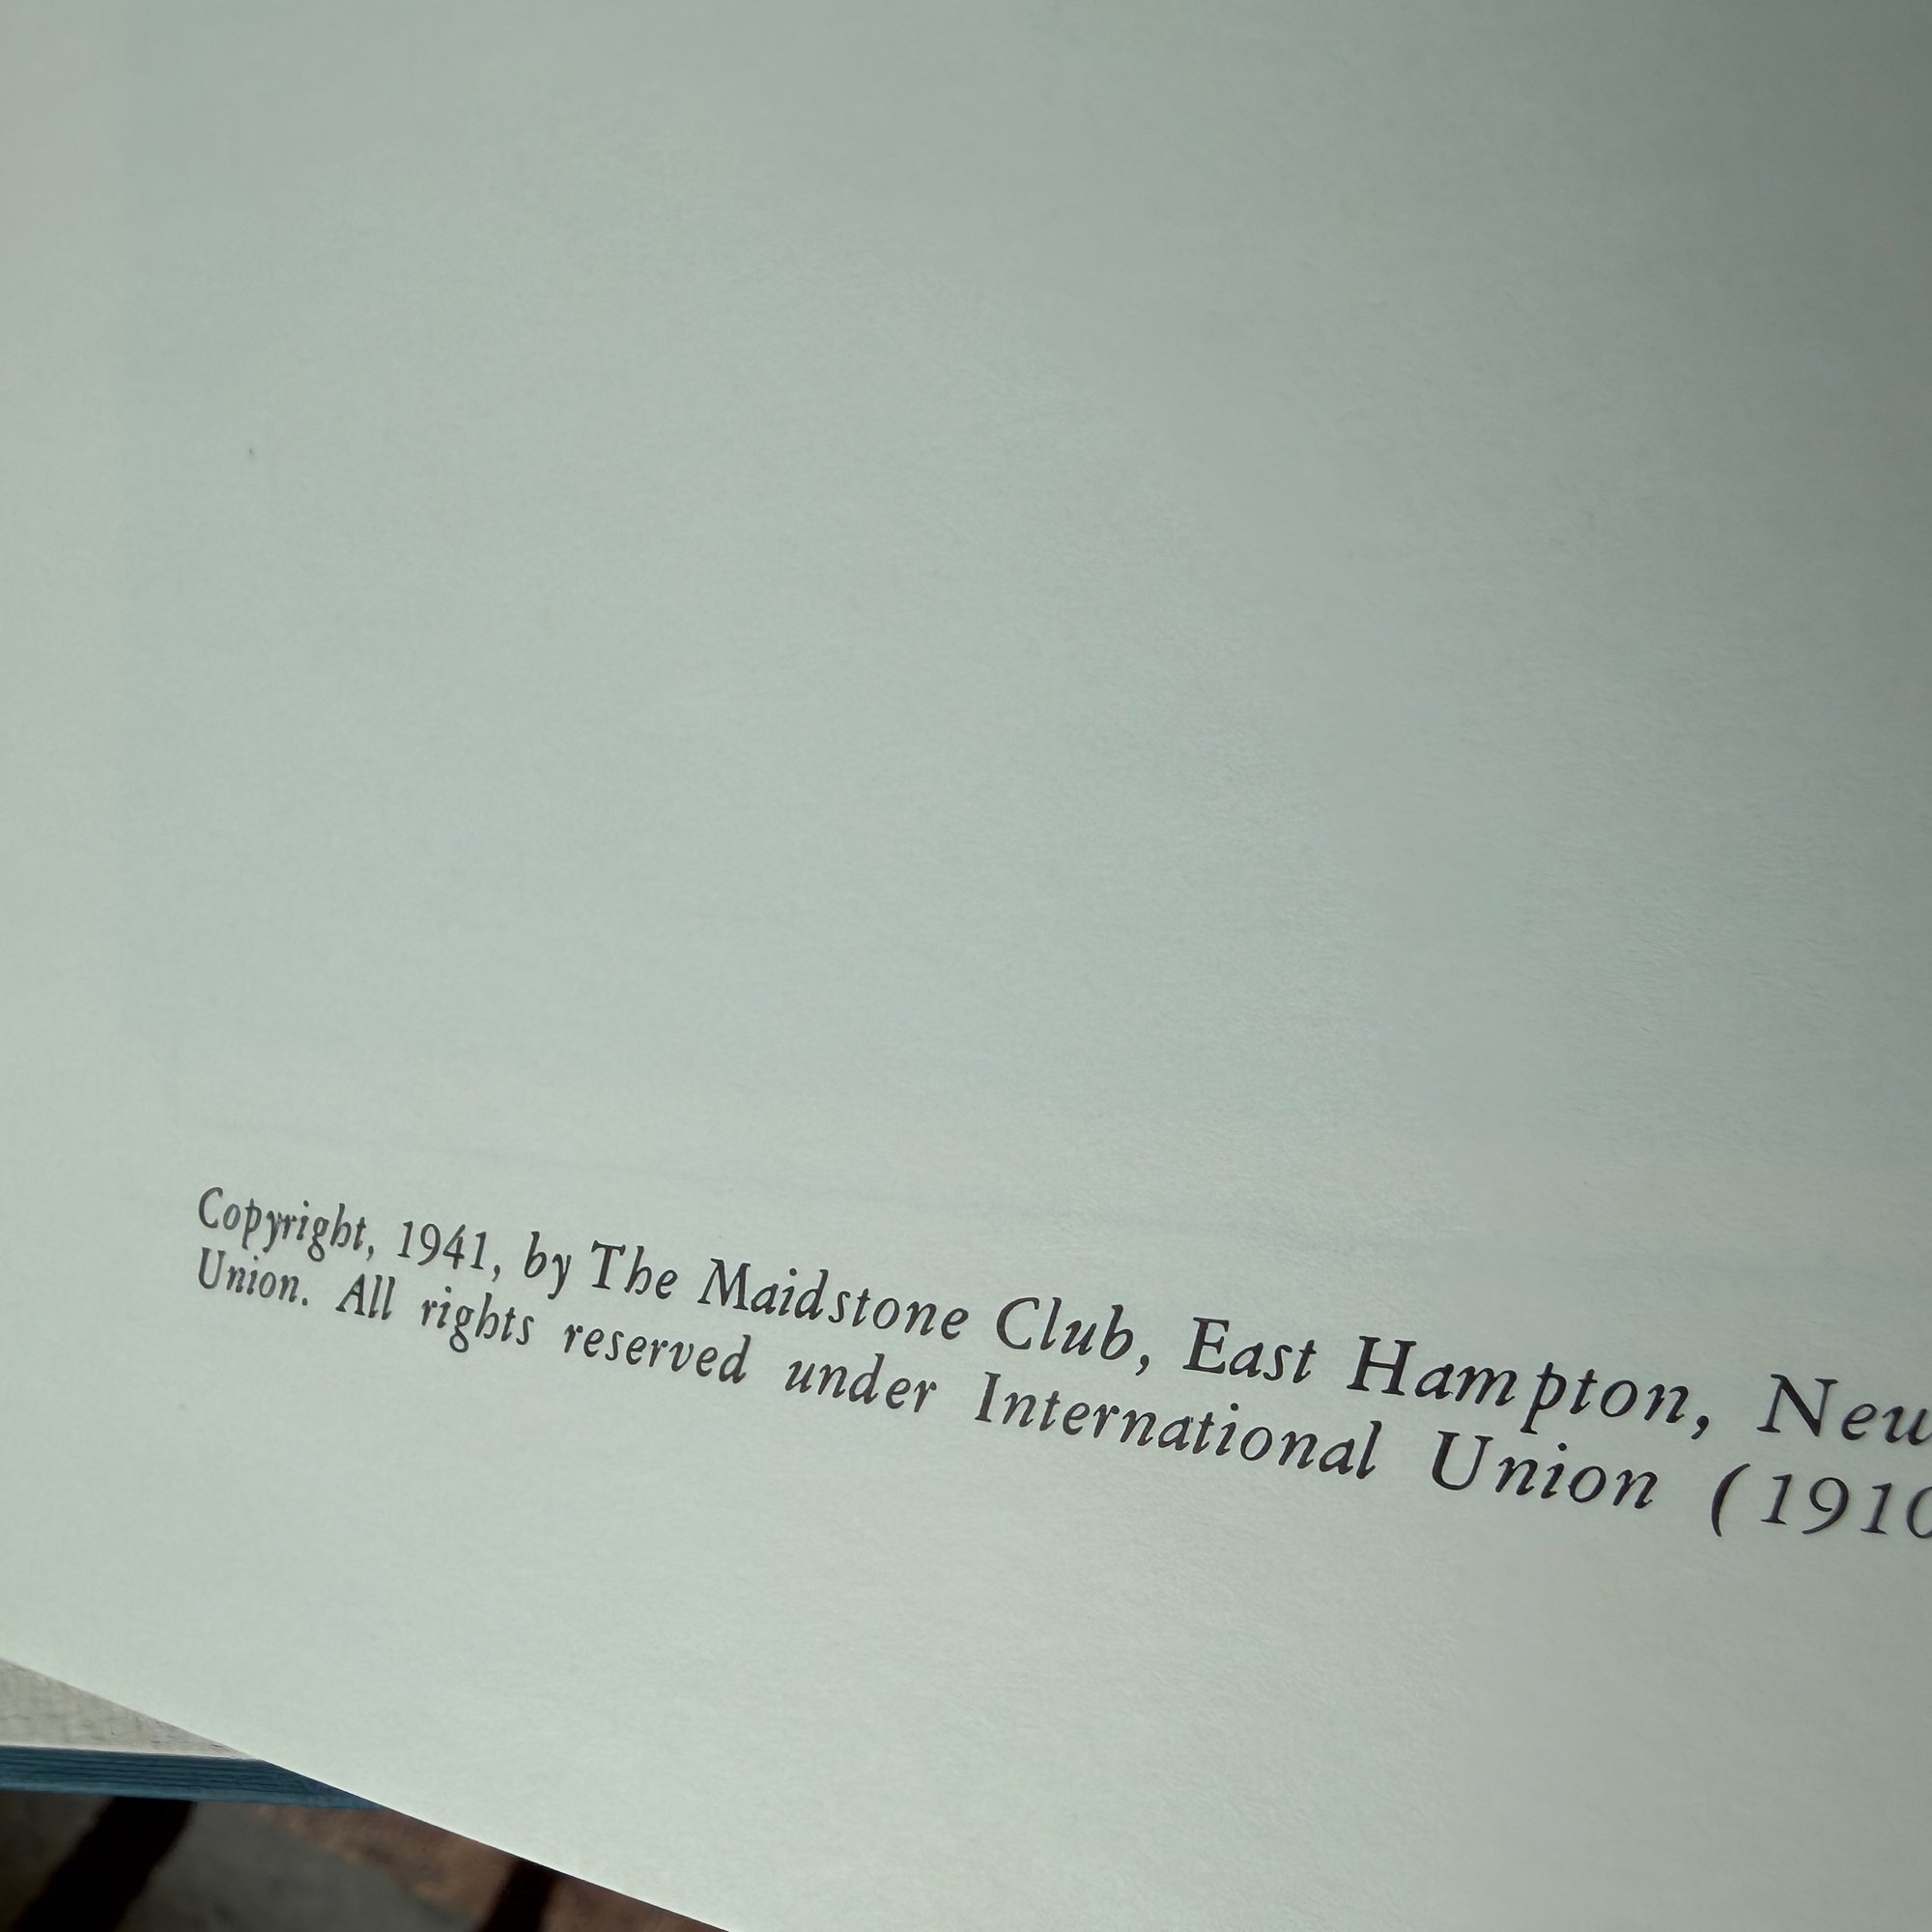 Copyright, 1941, by The Maidstone Club, East Hampton, New
Union. All rights reserved under International Union (1910